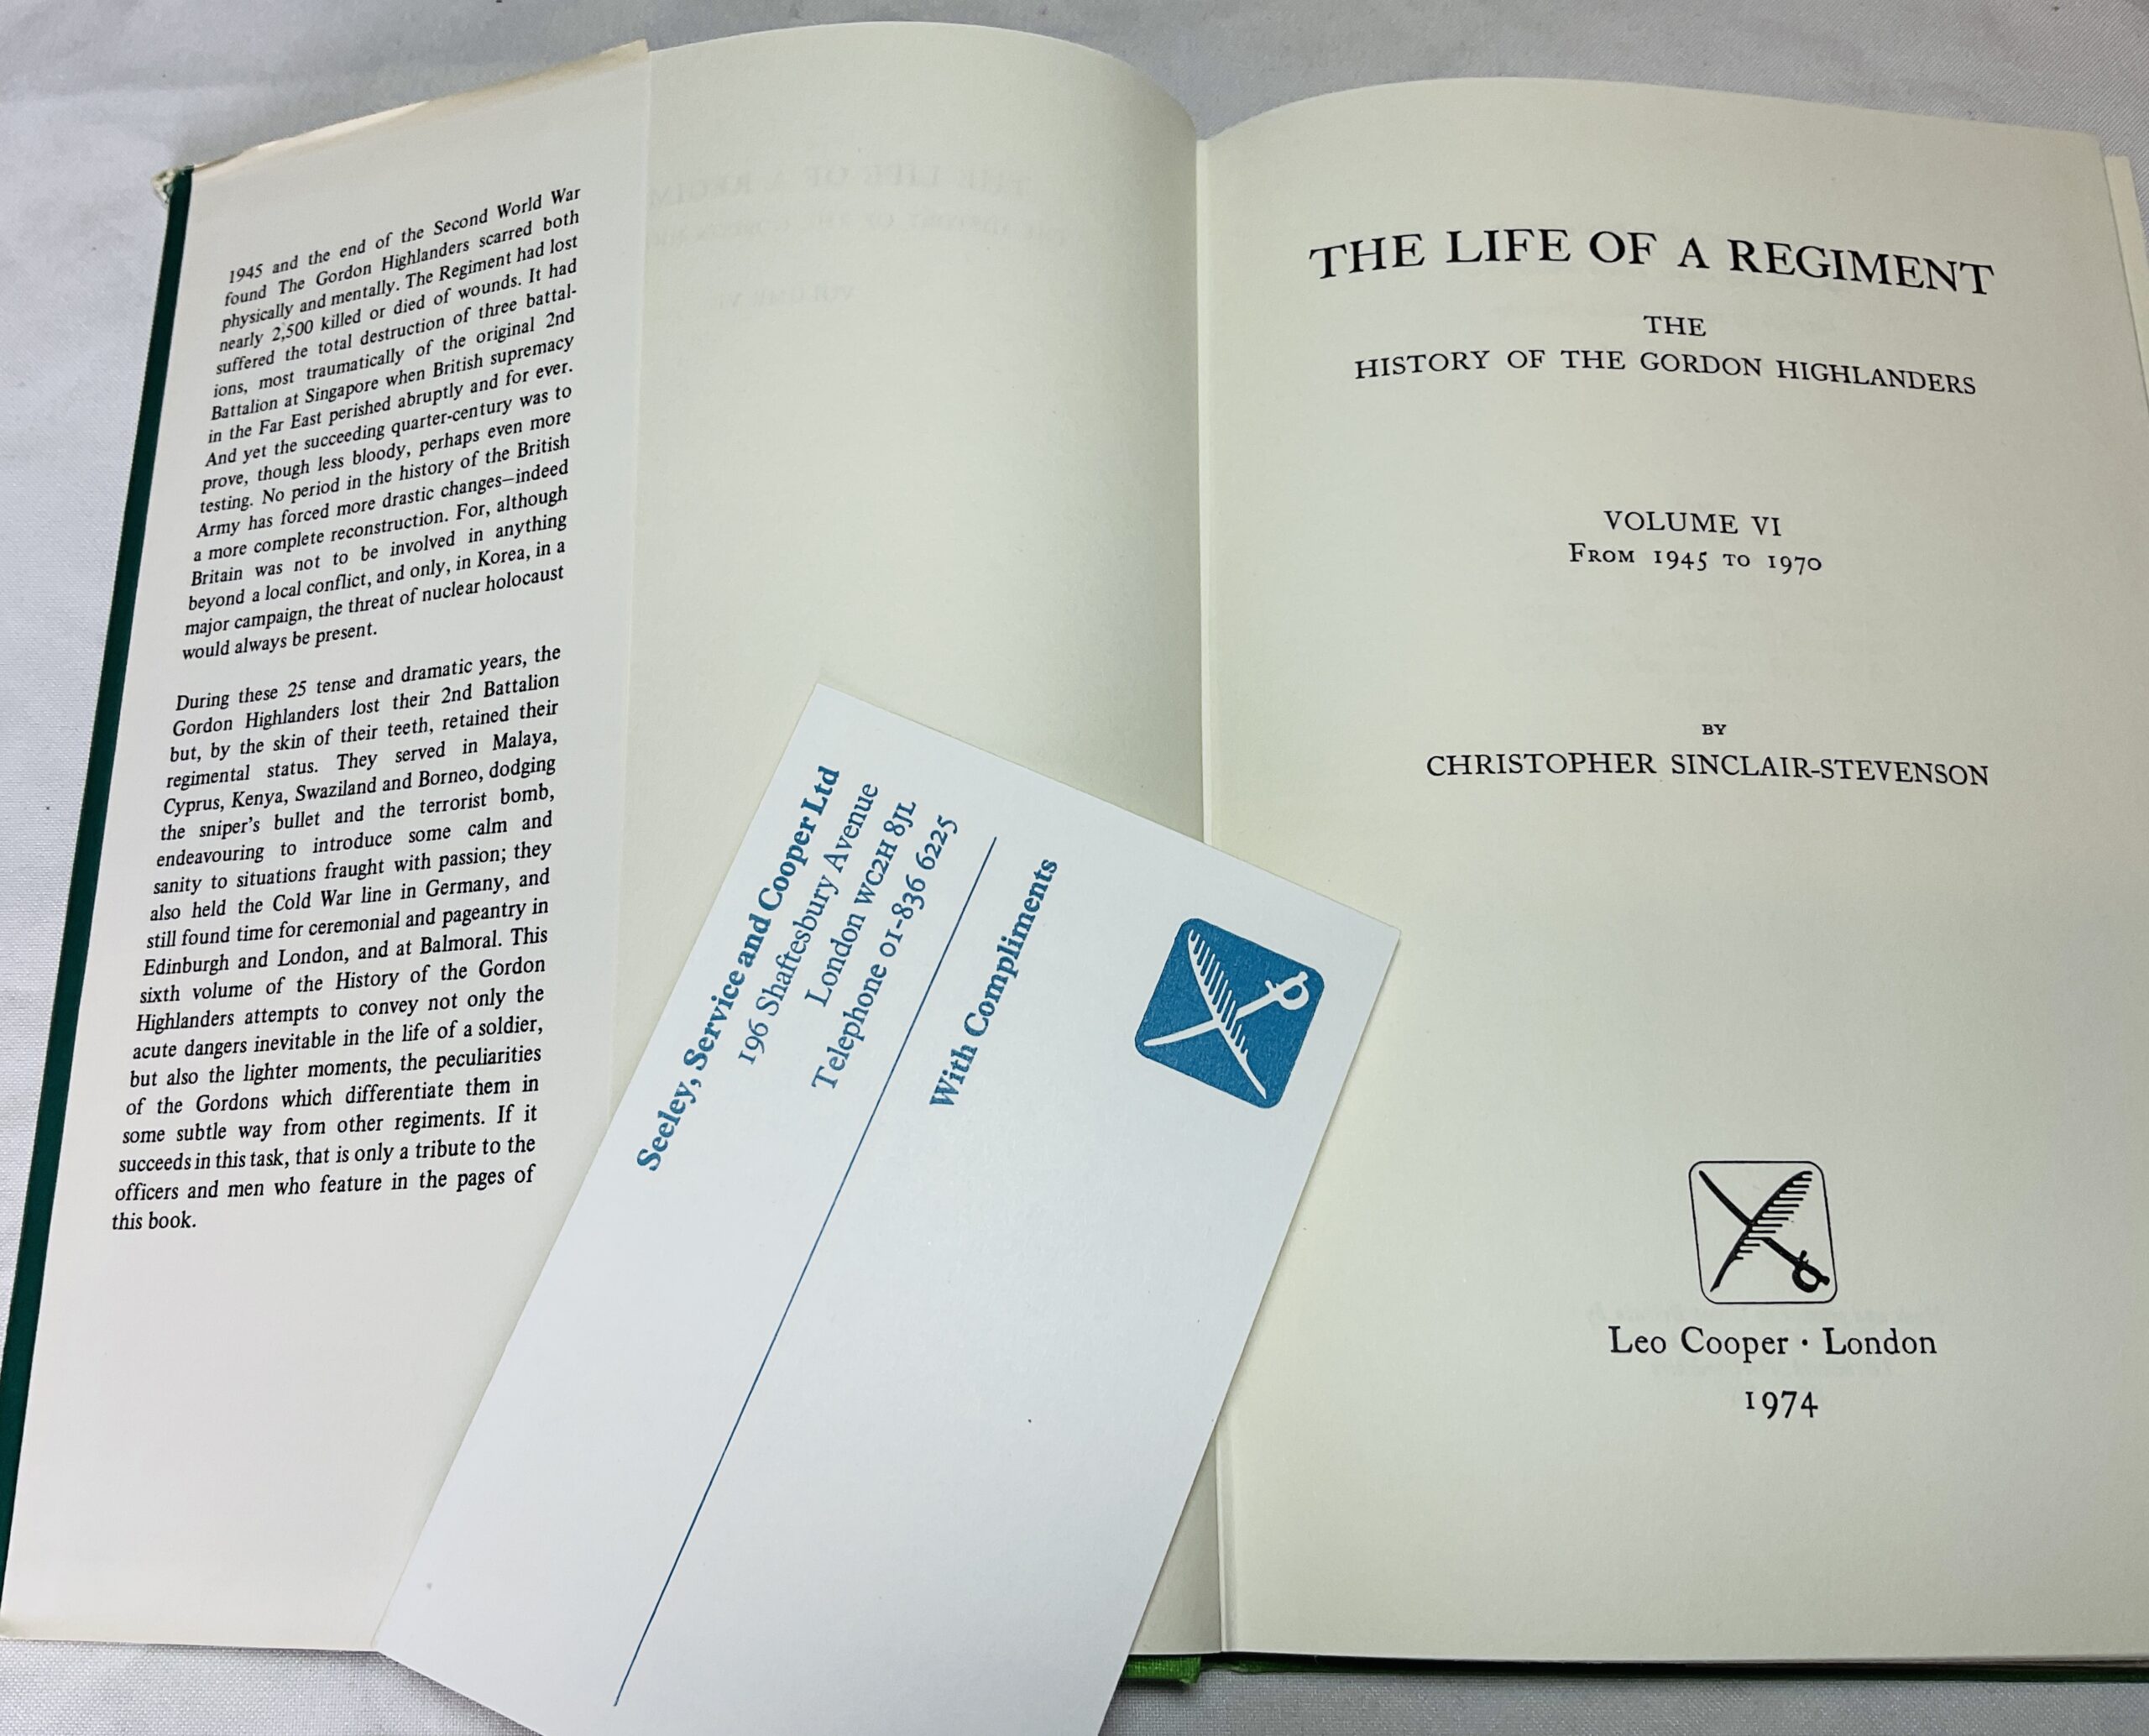 1945 and the end of the Second World War
found The Gordon Highlanders scarred both
physically and mentally. The Regiment had lost
nearly 2,500 killed or died of wounds. It had
suffered the total destruction of three battal-
ions, most traumatically of the original 2nd
Battalion at Singapore when British supremacy
in the Far East perished abruptly and for ever.
And yet the succeeding quarter-century was to
prove, though less bloody, perhaps even more
testing. No period in the history of the British
Army has forced more drastic changes—indeed
a more complete reconstruction. For, although
Britain was not to be involved in anything
beyond a local conflict, and only, in Korea, in a
major campaign, the threat of nuclear holocaust
would always be present.
During these 25 tense and dramatic years, the
Gordon Highlanders lost their 2nd Battalion
but, by the skin of their teeth, retained their
regimental status. They served in Malaya,
Cyprus, Kenya, Swaziland and Borneo, dodging
the sniper's bullet and the terrorist bomb,
endeavouring to introduce some calm and
sanity to situations fraught with passion; they
also held the Cold War line in Germany, and
still found time for ceremonial and pageantry in
Edinburgh and London, and at Balmoral. This
sixth volume of the History of the Gordon
Highlanders attempts to convey not only the
acute dangers inevitable in the life of a soldier,
but also the lighter moments, the peculiarities
of the Gordons which differentiate them in
some subtle way from other regiments. If it
succeeds in this task, that is only a tribute to the
officers and men who feature in the pages of
this book.
Seeley, Service and Cooper Ltd
196 Shaftesbury Avenue
London WC2H 8JL
Telephone 01-836 6225
With Compliments
THE LIFE OF A REGIMENT
THE
HISTORY OF THE GORDON HIGHLANDERS
VOLUME VI
FROM 1945 TO 1970
BY
CHRISTOPHER SINCLAIR-STEVENSON
Leo Cooper · London
1974